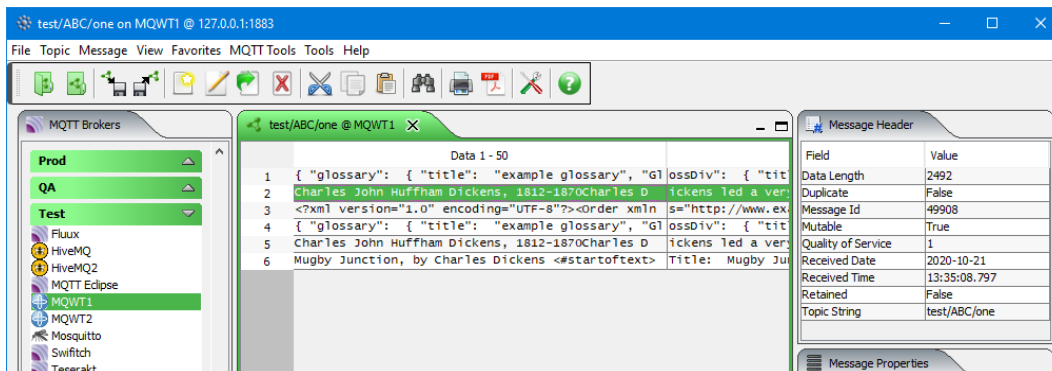 test/ABC/one on MQWT1 @ 127.0.0.1:1883
File Topic Message View Favorites MQTT Tools Tools Help
PDF
MQTT Brokers
Prod
QA
Test
Fluux
HiveMQ
HiveMQ2
MQTT Eclipse
MQWT1
MQWT2
Mosquitto
Swifitch
Teserakt
test/ABC/one @ MQWT1
Data 1 - 50
1 { "glossary": { "title": "example glossary", "GlossDiv": { "titl
2 Charles John Huffham Dickens, 1812-1870Charles Dickens led a very
3 <?xml version="1.0" encoding="UTF-8"?><Order xmlns="http://www.exa
4 { "glossary": { "title": "example glossary", "GlossDiv": { "titl
5 Charles John Huffham Dickens, 1812-1870Charles Dickens led a very
6 Mugby Junction, by Charles Dickens <#startoftext> Title: Mugby Jun
Message Header
Field Value
Data Length 2492
Duplicate False
Message Id 49908
Mutable True
Quality of Service 1
Received Date 2020-10-21
Received Time 13:35:08.797
Retained False
Topic String test/ABC/one
Message Properties